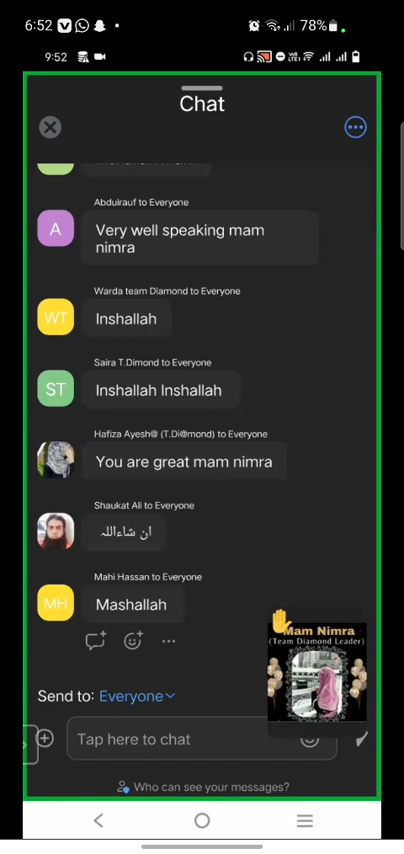 6:52
78%
9:52
Chat
Abdulrauf to Everyone
A
Very well speaking mam
nimra
Warda team Diamond to Everyone
WT
Inshallah
Saira T.Dimond to Everyone
ST
Inshallah Inshallah
Hafiza Ayesh@ (T.Di@mond) to Everyone
You are great mam nimra
Shaukat Ali to Everyone
ان شاءاللہ
Mahi Hassan to Everyone
MH
Mashallah
Mam Nimra
(Team Diamond Leader)
Send to: Everyone
Tap here to chat
Who can see your messages?